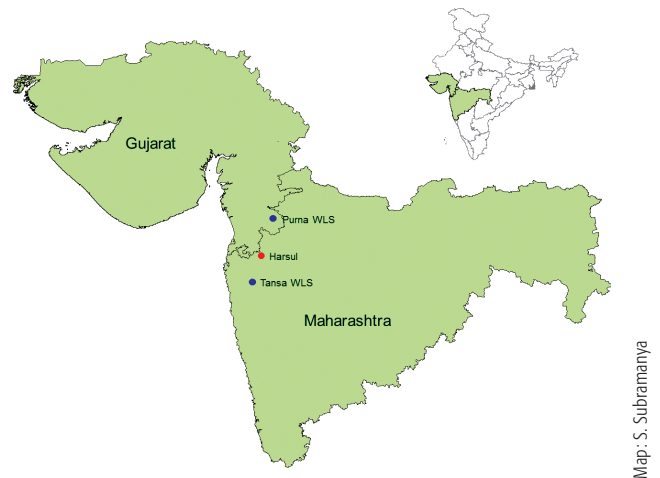 Gujarat
Purna WLS
Harsul
Tansa WLS
Maharashtra
Map: S. Subramanya